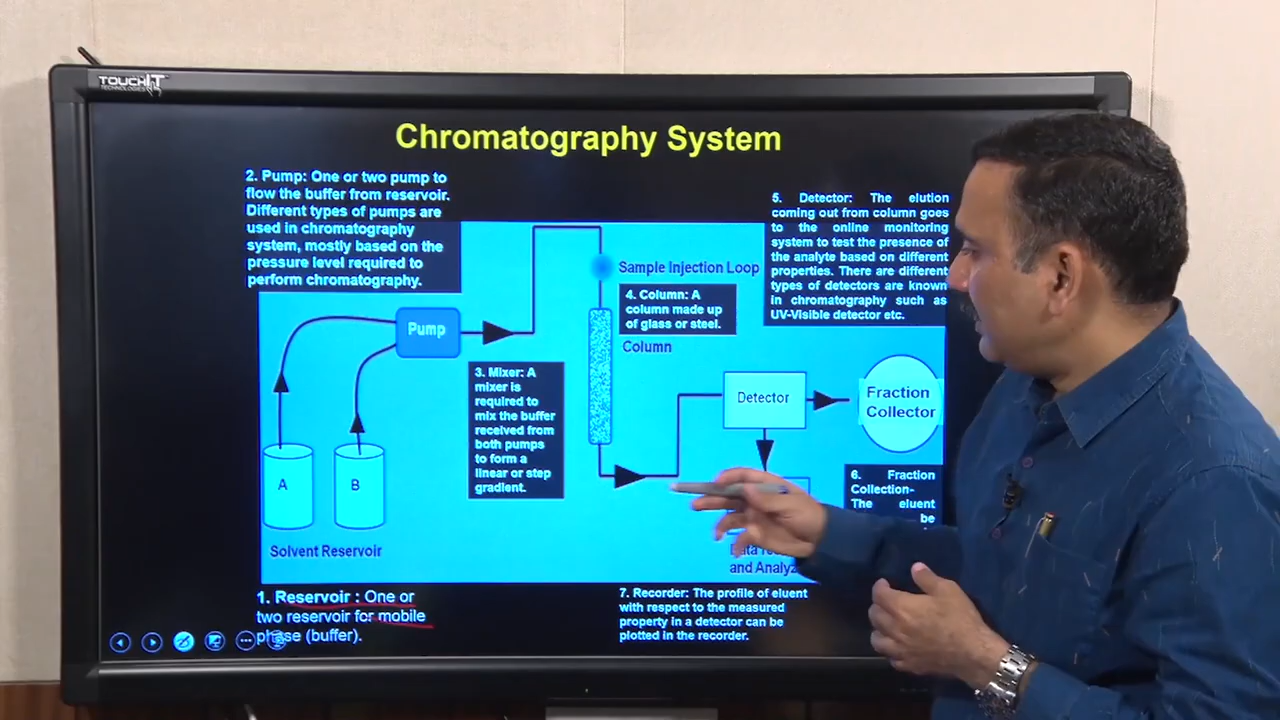 TOUCHIT
TECHNOLOGIES
Chromatography System
2. Pump: One or two pump to
flow the buffer from reservoir.
Different types of pumps are
used in chromatography
system, mostly based on the
pressure level required to
perform chromatography.
5. Detector: The elution
coming out from column goes
to the online monitoring
system to test the presence of
the analyte based on different
properties. There are different
types of detectors are known
in chromatography such as
UV-Visible detector etc.
Sample Injection Loop
4. Column: A
column made up
of glass or steel.
Column
Pump
3. Mixer: A
mixer is
required to
mix the buffer
received from
both pumps
to form a
linear or step
gradient.
Detector
Fraction
Collector
A
B
Solvent Reservoir
6. Fraction
Collection-
The eluent
be
Data
and
1. Reservoir : One or
two reservoir for mobile
phase (buffer).
7. Recorder: The profile of eluent
with respect to the measured
property in a detector can be
plotted in the recorder.